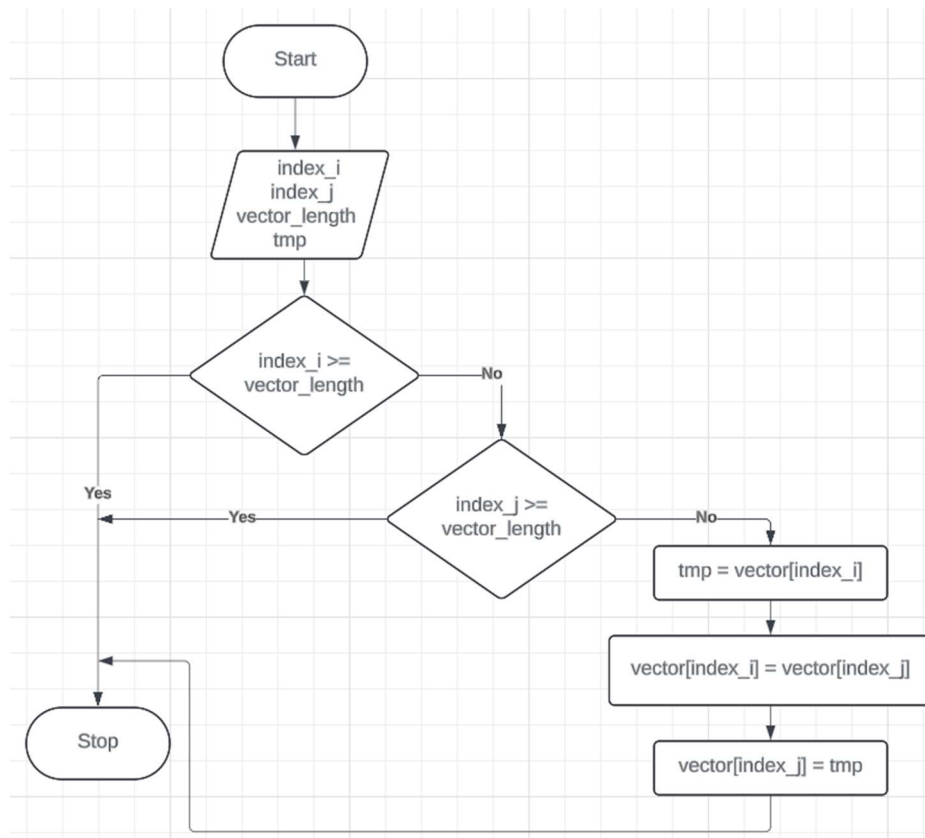 Start
index_i
index_j
vector_length
tmp
index_i >=
vector_length
No
Yes
index_j >=
vector_length
Yes
No
tmp = vector[index_i]
vector[index_i] = vector[index_j]
vector[index_j] = tmp
Stop